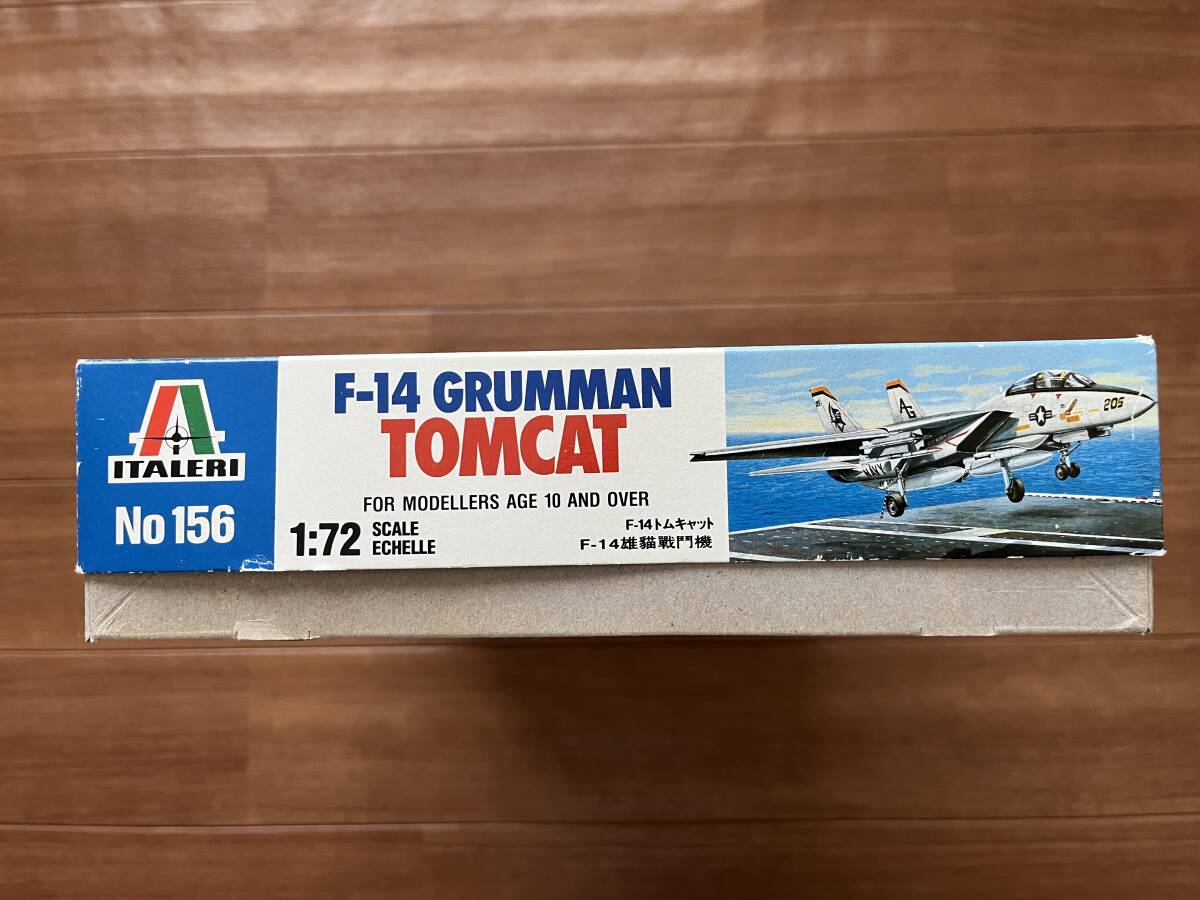 ITALERI
No 156
F-14 GRUMMAN
TOMCAT
FOR MODELLERS AGE 10 AND OVER
1:72 SCALE
ECHELLE
F-14トムキャット
F-14雄貓戰鬥機
AG
205
NAVY